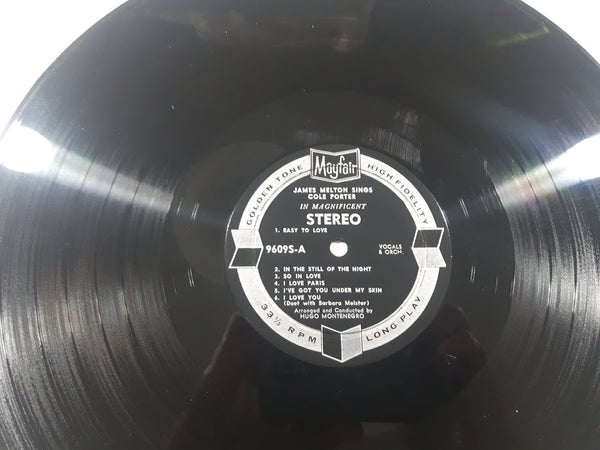 Mayfair
GOLDEN TONE
HIGH FIDELITY
JAMES MELTON SINGS
COLE PORTER
IN MAGNIFICENT
STEREO
1. EASY TO LOVE
9609S-A
VOCALS
& ORCH.
2. IN THE STILL OF THE NIGHT
3. SO IN LOVE
4. I LOVE PARIS
5. I'VE GOT YOU UNDER MY SKIN
6. I LOVE YOU
(Duet with Barbara Meister)
Arranged and Conducted by
HUGO MONTENEGRO
33⅓ RPM
LONG PLAY